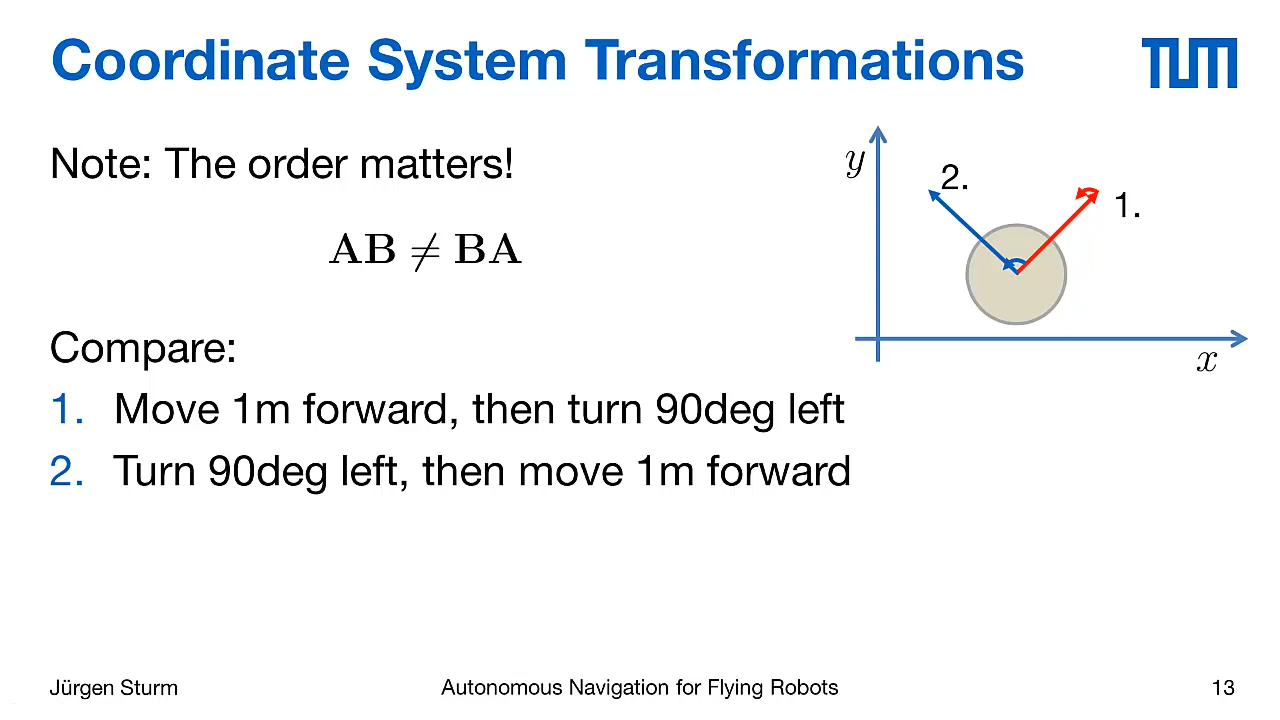 Coordinate System Transformations
TUM
Note: The order matters!
AB ≠ BA
y
2.
1.
x
Compare:
1. Move 1m forward, then turn 90deg left
2. Turn 90deg left, then move 1m forward
Jürgen Sturm
Autonomous Navigation for Flying Robots
13